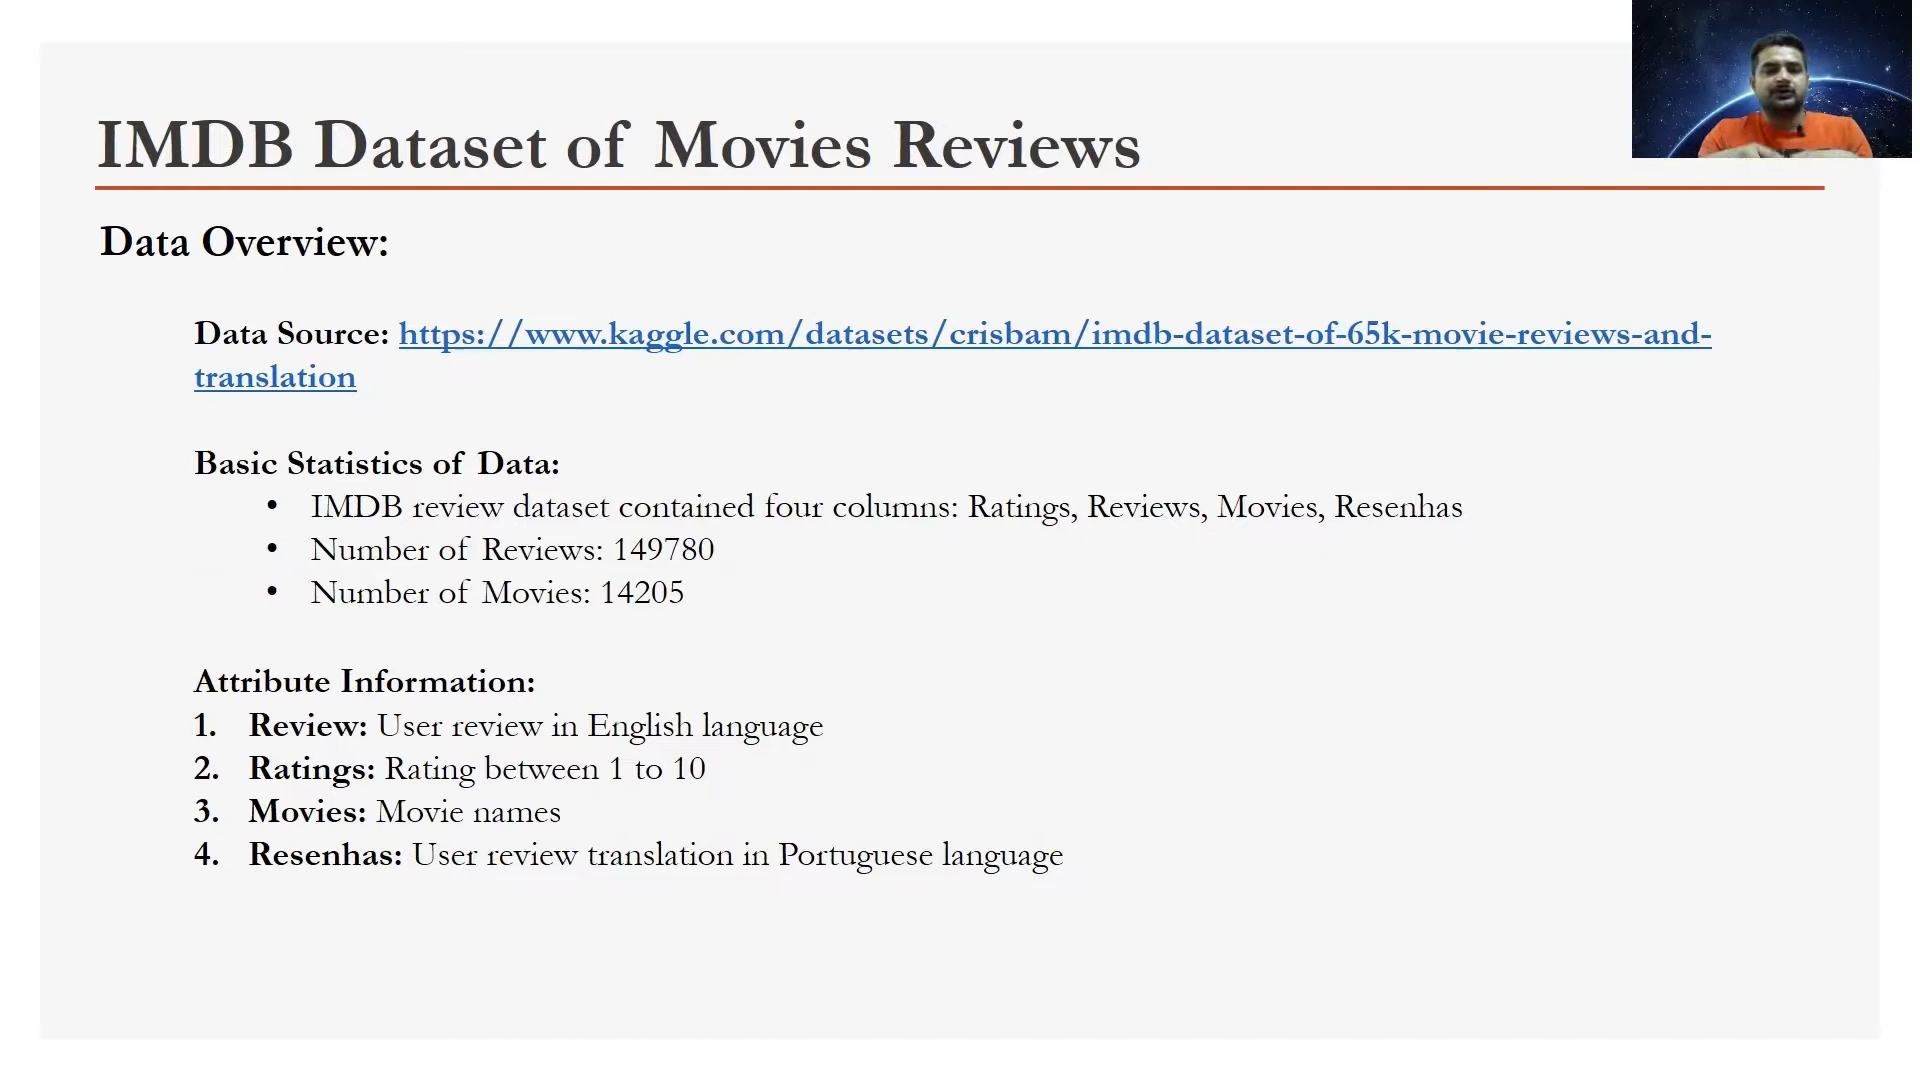 IMDB Dataset of Movies Reviews
Data Overview:
Data Source: https://www.kaggle.com/datasets/crisbam/imdb-dataset-of-65k-movie-reviews-and-
translation
Basic Statistics of Data:
• IMDB review dataset contained four columns: Ratings, Reviews, Movies, Resenhas
• Number of Reviews: 149780
• Number of Movies: 14205
Attribute Information:
1. Review: User review in English language
2. Ratings: Rating between 1 to 10
3. Movies: Movie names
4. Resenhas: User review translation in Portuguese language